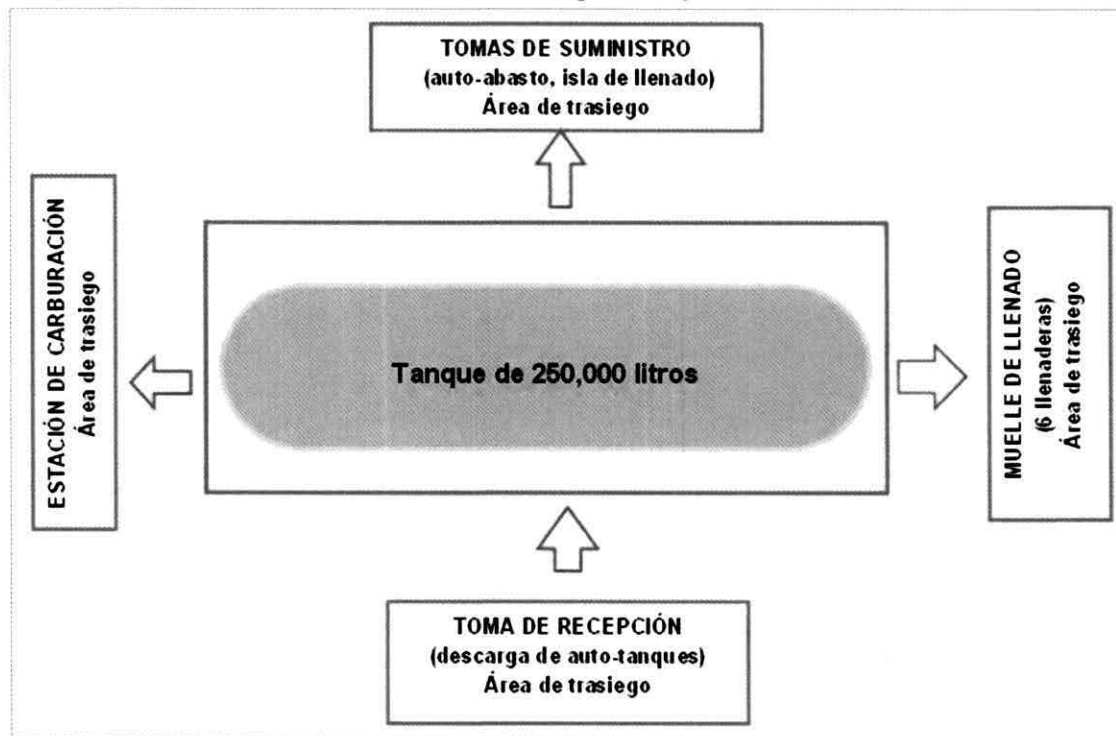 TOMAS DE SUMINISTRO
(auto-abasto, isla de llenado)
Área de trasiego
ESTACIÓN DE CARBURACIÓN
Área de trasiego
Tanque de 250,000 litros
MUELLE DE LLENADO
(6 llenaderas)
Área de trasiego
TOMA DE RECEPCIÓN
(descarga de auto-tanques)
Área de trasiego